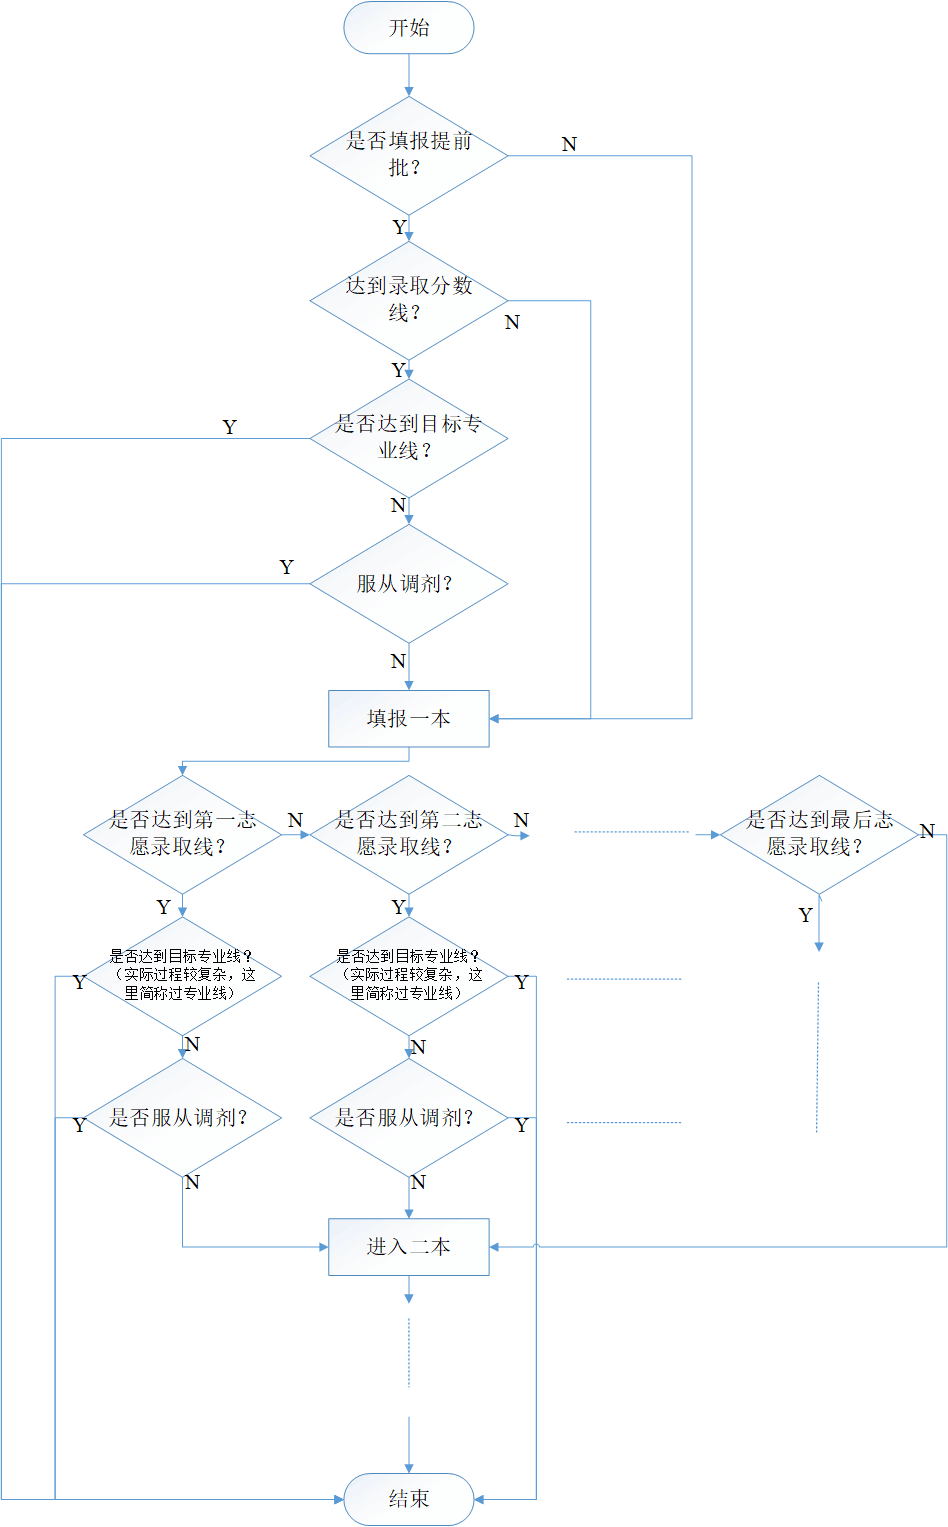 开始
是否填报提前
批？
N
Y
达到录取分数
线？
N
Y
是否达到目标专
业线？
Y
N
服从调剂？
Y
N
填报一本
是否达到第一志
愿录取线？
N
是否达到第二志
愿录取线？
N
是否达到最后志
愿录取线？
N
Y
Y
Y
是否达到目标专业线？
（实际过程较复杂，这
里简称过专业线）
Y
N
是否达到目标专业线？
（实际过程较复杂，这
里简称过专业线）
Y
N
是否服从调剂？
Y
N
是否服从调剂？
Y
N
进入二本
结束